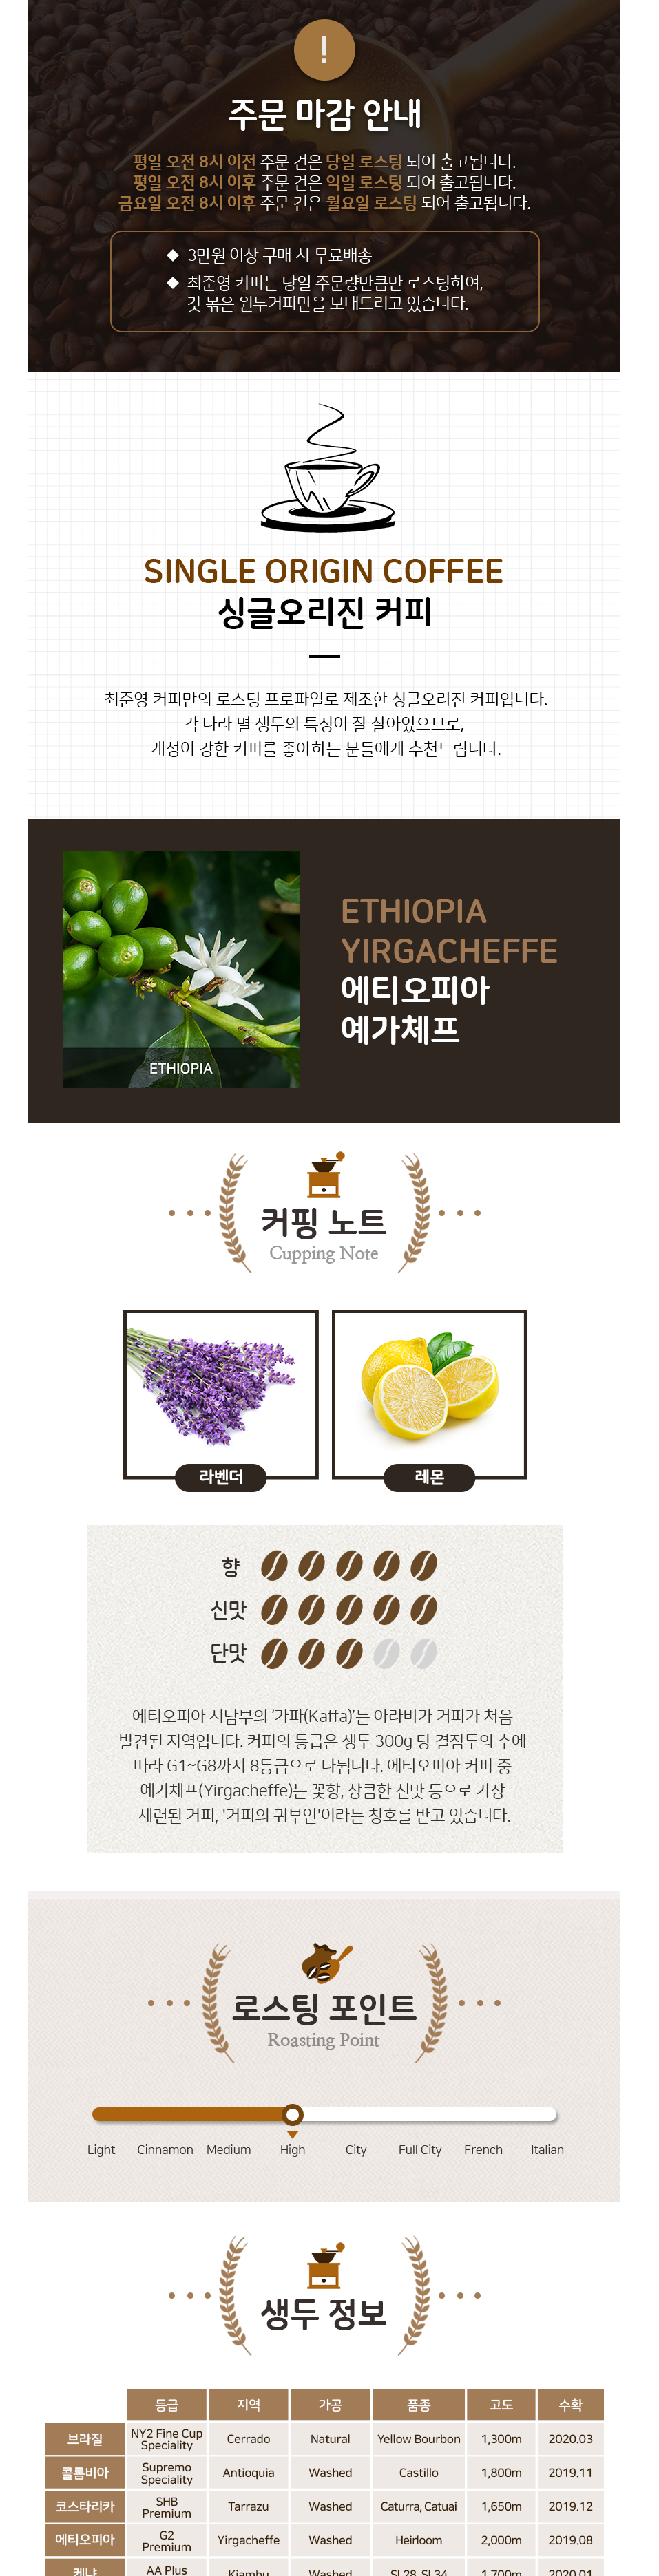 !
주문 마감 안내
평일 오전 8시 이전 주문 건은 당일 로스팅 되어 출고됩니다.
평일 오전 8시 이후 주문 건은 익일 로스팅 되어 출고됩니다.
금요일 오전 8시 이후 주문 건은 월요일 로스팅 되어 출고됩니다.
◆ 3만원 이상 구매 시 무료배송
◆ 최준영 커피는 당일 주문량만큼만 로스팅하여,
갓 볶은 원두커피만을 보내드리고 있습니다.
SINGLE ORIGIN COFFEE
싱글오리진 커피
최준영 커피만의 로스팅 프로파일로 제조한 싱글오리진 커피입니다.
각 나라 별 생두의 특징이 잘 살아있으므로,
개성이 강한 커피를 좋아하는 분들에게 추천드립니다.
ETHIOPIA
ETHIOPIA
YIRGACHEFFE
에티오피아
예가체프
커핑 노트
Cupping Note
라벤더
레몬
향
신맛
단맛
에티오피아 서남부의 ‘카파(Kaffa)’는 아라비카 커피가 처음
발견된 지역입니다. 커피의 등급은 생두 300g 당 결점두의 수에
따라 G1~G8까지 8등급으로 나뉩니다. 에티오피아 커피 중
예가체프(Yirgacheffe)는 꽃향, 상큼한 신맛 등으로 가장
세련된 커피, '커피의 귀부인'이라는 칭호를 받고 있습니다.
로스팅 포인트
Roasting Point
Light Cinnamon Medium High City Full City French Italian
생두 정보
등급 지역 가공 품종 고도 수확
브라질 NY2 Fine Cup Speciality Cerrado Natural Yellow Bourbon 1,300m 2020.03
콜롬비아 Supremo Speciality Antioquia Washed Castillo 1,800m 2019.11
코스타리카 SHB Premium Tarrazu Washed Caturra, Catuai 1,650m 2019.12
에티오피아 G2 Premium Yirgacheffe Washed Heirloom 2,000m 2019.08
케냐 AA Plus Kiambu Washed SL28, SL34 1,700m 2020.01